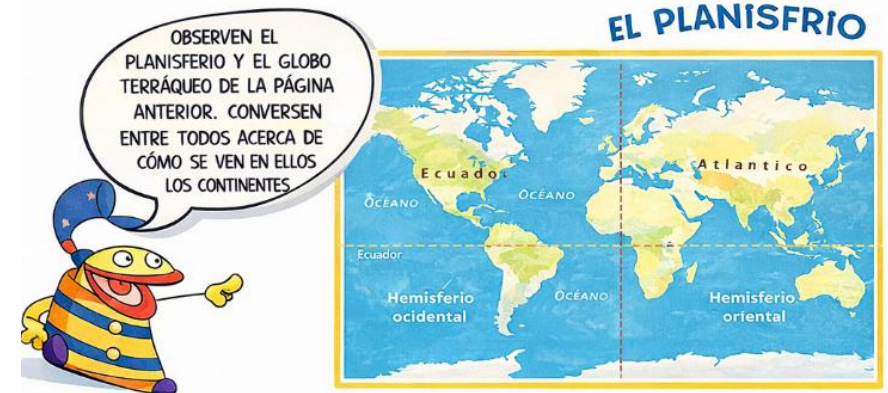 EL PLANISFRIO
OBSERVEN EL
PLANISFERIO Y EL GLOBO
TERRÁQUEO DE LA PÁGINA
ANTERIOR. CONVERSEN
ENTRE TODOS ACERCA DE
CÓMO SE VEN EN ELLOS
LOS CONTINENTES
Ecuador
Atlantico
OCÉANO
OCÉANO
Ecuador
Hemisferio
ocidental
OCÉANO
Hemisferio
oriental